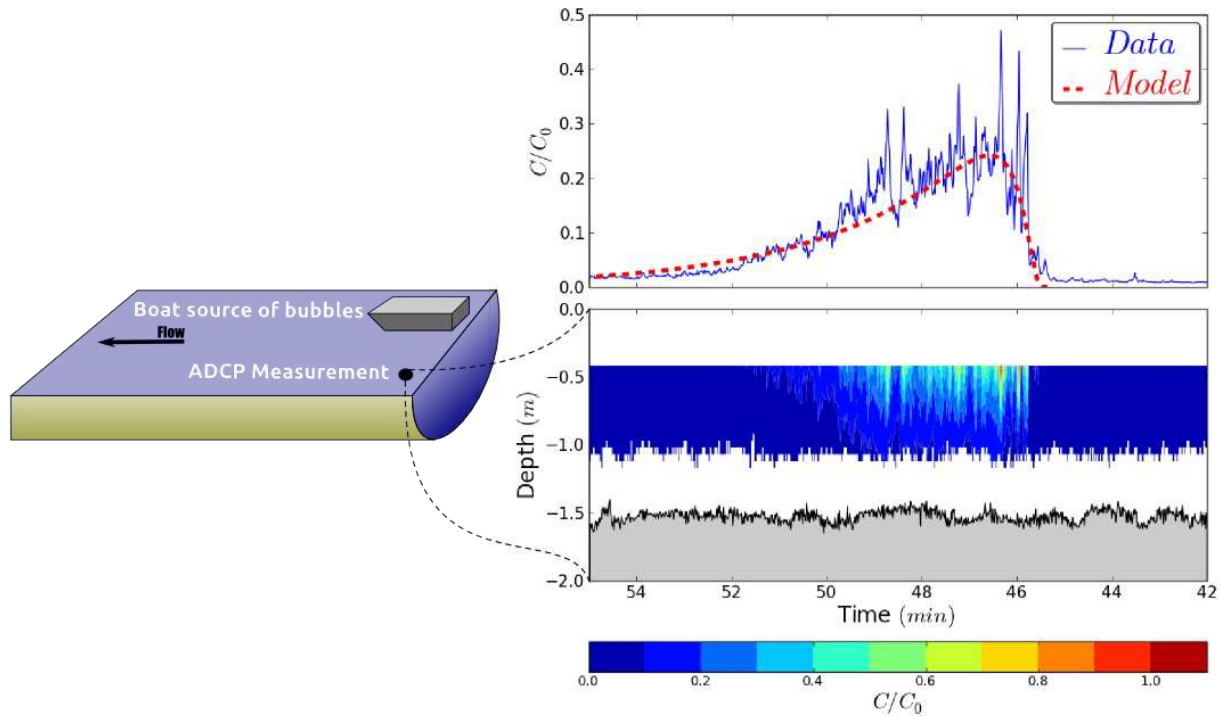 Boat source of bubbles
Flow
ADCP Measurement
0.5
0.4
0.3
0.2
0.1
0.0
C/C₀
Data
Model
0.0
−0.5
−1.0
−1.5
−2.0
Depth (m)
54 52 50 48 46 44 42
Time (min)
0.0 0.2 0.4 0.6 0.8 1.0
C/C₀